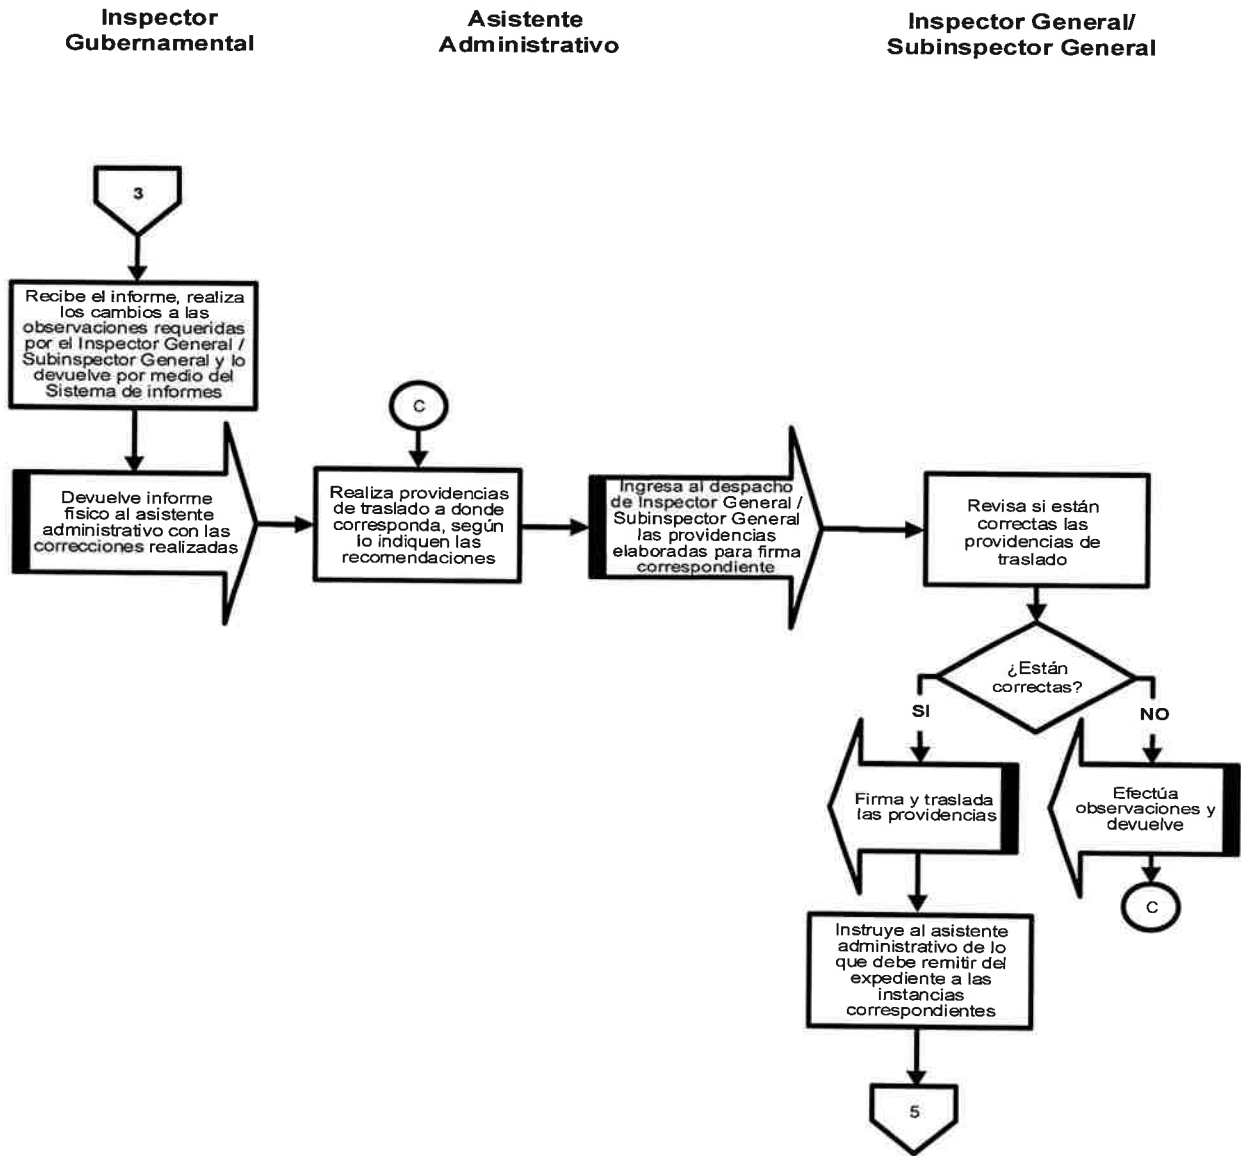 Inspector
Gubernamental
Asistente
Administrativo
Inspector General/
Subinspector General
3
Recibe el informe, realiza
los cambios a las
observaciones requeridas
por el Inspector General /
Subinspector General y lo
devuelve por medio del
Sistema de informes
Devuelve informe
físico al asistente
administrativo con las
correcciones realizadas
C
Realiza providencias
de traslado a donde
corresponda, según
lo indiquen las
recomendaciones
Ingresa al despacho
de Inspector General /
Subinspector General
las providencias
elaboradas para firma
correspondiente
Revisa si están
correctas las
providencias de
traslado
¿Están
correctas?
SI
NO
Firma y traslada
las providencias
Efectúa
observaciones y
devuelve
C
Instruye al asistente
administrativo de lo
que debe remitir del
expediente a las
instancias
correspondientes
5